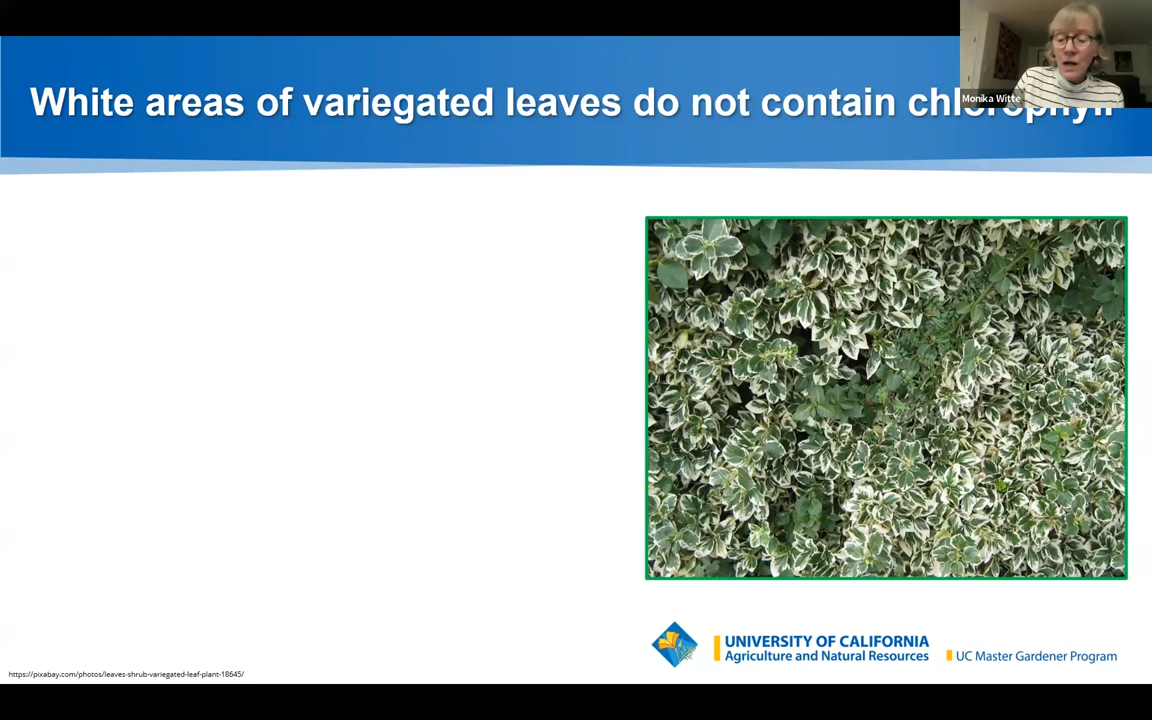 White areas of variegated leaves do not contain chlorophyll
Monika Witte
UNIVERSITY OF CALIFORNIA
Agriculture and Natural Resources
UC Master Gardener Program
https://pixabay.com/photos/leaves-shrub-variegated-leaf-plant-18645/